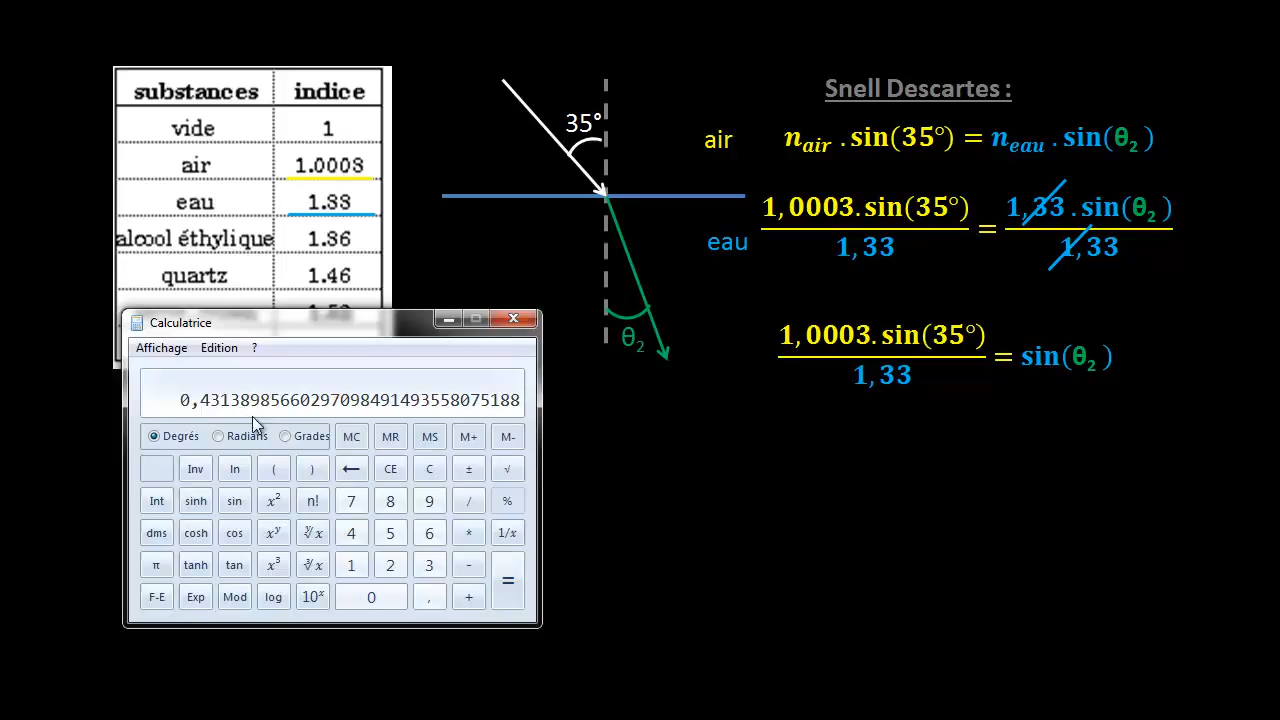 substances indice
vide 1
air 1.0003
eau 1.33
alcool éthylique 1.36
quartz 1.46
35°
θ₂
air
eau
Snell Descartes :
n_air . sin(35°) = n_eau . sin(θ₂)
1,0003. sin(35°) / 1,33 = 1,33 . sin(θ₂) / 1,33
1,0003. sin(35°) / 1,33 = sin(θ₂)
Calculatrice
Affichage Edition ?
0,43138985660297098491493558075188
Degrés Radians Grades MC MR MS M+ M-
Inv ln ( ) ← CE C ± √
Int sinh sin x² n! 7 8 9 / %
dms cosh cos xʸ ʸ√x 4 5 6 * 1/x
π tanh tan x³ ³√x 1 2 3 - =
F-E Exp Mod log 10ˣ 0 , +